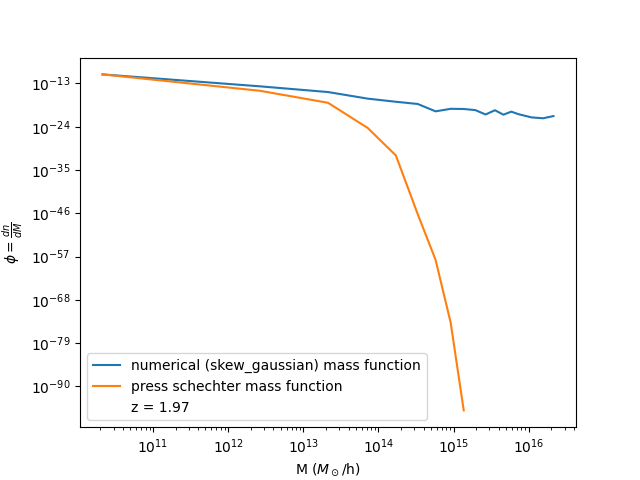 10^{-13}
10^{-24}
10^{-35}
10^{-46}
10^{-57}
10^{-68}
10^{-79}
10^{-90}
ϕ = dn/dM
numerical (skew_gaussian) mass function
press schechter mass function
z = 1.97
10^{11} 10^{12} 10^{13} 10^{14} 10^{15} 10^{16}
M (M_⊙/h)